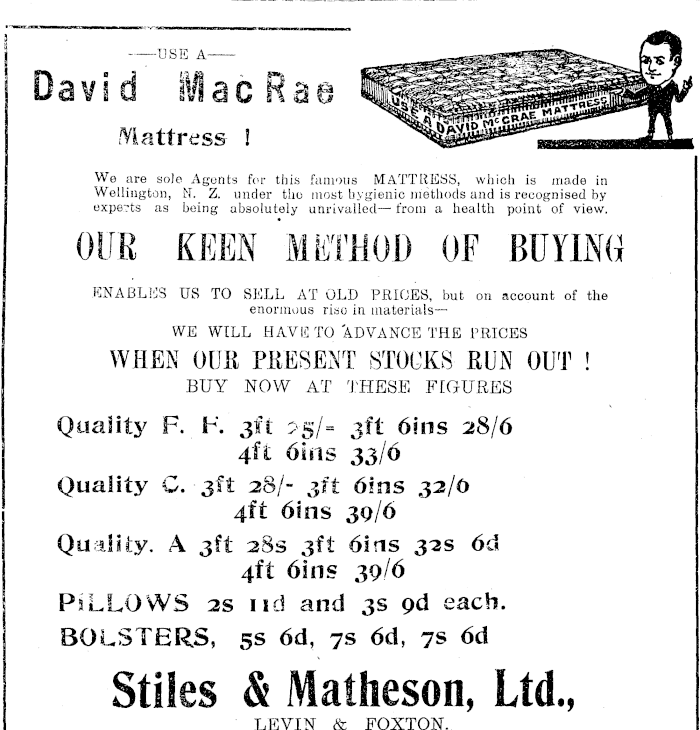 USE A
David MacRae
Mattress !
USE A DAVID McCRAE MATTRESS
We are sole Agents for this famous MATTRESS, which is made in
Wellington, N. Z. under the most hygienic methods and is recognised by
experts as being absolutely unrivalled—from a health point of view.
OUR KEEN METHOD OF BUYING
ENABLES US TO SELL AT OLD PRICES, but on account of the
enormous rise in materials—
WE WILL HAVE TO ADVANCE THE PRICES
WHEN OUR PRESENT STOCKS RUN OUT !
BUY NOW AT THESE FIGURES
Quality F. F. 3ft 25/= 3ft 6ins 28/6
4ft 6ins 33/6
Quality C. 3ft 28/- 3ft 6ins 32/6
4ft 6ins 39/6
Quality. A 3ft 28s 3ft 6ins 32s 6d
4ft 6ins 39/6
PILLOWS 2s 11d and 3s 9d each.
BOLSTERS, 5s 6d, 7s 6d, 7s 6d
Stiles & Matheson, Ltd.,
LEVIN & FOXTON.